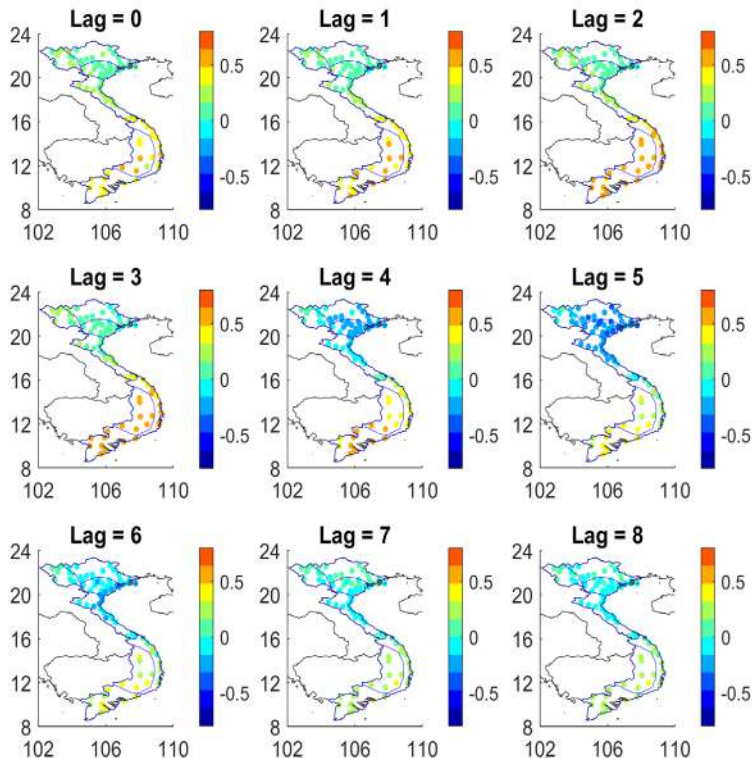 Lag = 0 Lag = 1 Lag = 2
24 24 24
20 0.5 20 0.5 20 0.5
16 0 16 0 16 0
12 -0.5 12 -0.5 12 -0.5
8 8 8
102 106 110 102 106 110 102 106 110
Lag = 3 Lag = 4 Lag = 5
24 24 24
20 0.5 20 0.5 20 0.5
16 0 16 0 16 0
12 -0.5 12 -0.5 12 -0.5
8 8 8
102 106 110 102 106 110 102 106 110
Lag = 6 Lag = 7 Lag = 8
24 24 24
20 0.5 20 0.5 20 0.5
16 0 16 0 16 0
12 -0.5 12 -0.5 12 -0.5
8 8 8
102 106 110 102 106 110 102 106 110